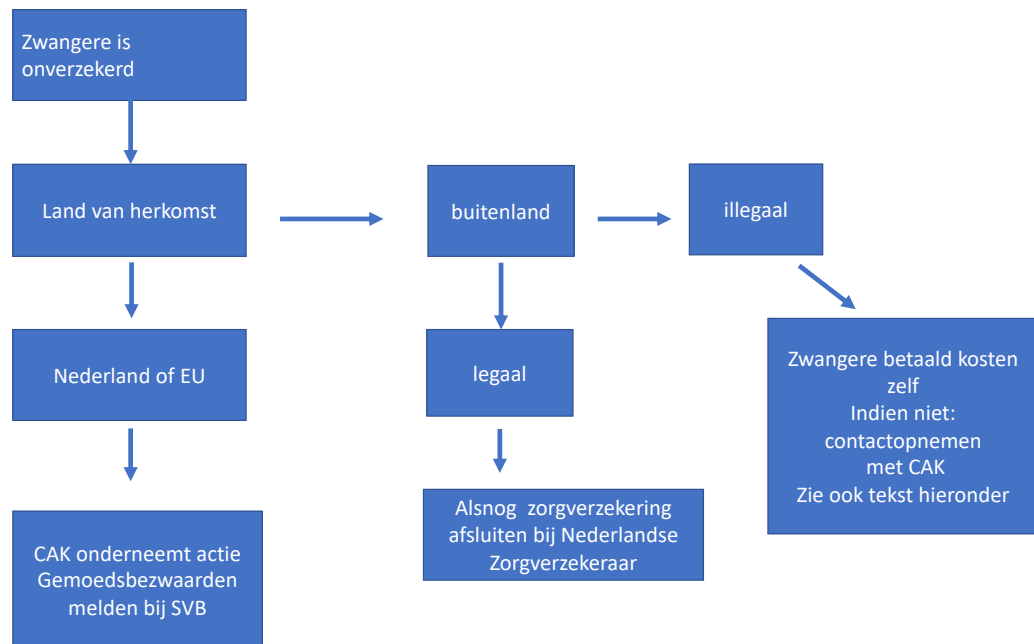 Zwangere is
onverzekerd
Land van herkomst
buitenland
illegaal
Nederland of EU
legaal
Zwangere betaald kosten
zelf
Indien niet:
contactopnemen
met CAK
Zie ook tekst hieronder
CAK onderneemt actie
Gemoedsbezwaarden
melden bij SVB
Alsnog zorgverzekering
afsluiten bij Nederlandse
Zorgverzekeraar